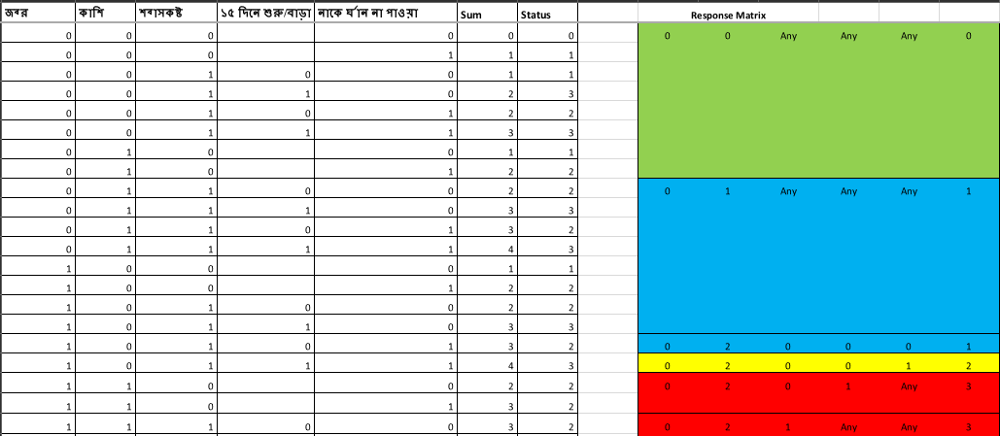 জ্বর কাশি শ্বাসকষ্ট ১৫ দিনে শুরু/বাড়া নাকে ঘ্রান না পাওয়া Sum Status Response Matrix
0 0 0 0 0 0 0 0 Any Any Any 0
0 0 0 1 1 1
0 0 1 0 0 1 1
0 0 1 1 0 2 3
0 0 1 0 1 2 2
0 0 1 1 1 3 3
0 1 0 0 1 1
0 1 0 1 2 2
0 1 1 0 0 2 2 0 1 Any Any Any 1
0 1 1 1 0 3 3
0 1 1 0 1 3 2
0 1 1 1 1 4 3
1 0 0 0 1 1
1 0 0 1 2 2
1 0 1 0 0 2 2
1 0 1 1 0 3 3
1 0 1 0 1 3 2 0 2 0 0 0 1
1 0 1 1 1 4 3 0 2 0 0 1 2
1 1 0 0 2 2 0 2 0 1 Any 3
1 1 0 1 3 2
1 1 1 0 0 3 2 0 2 1 Any Any 3